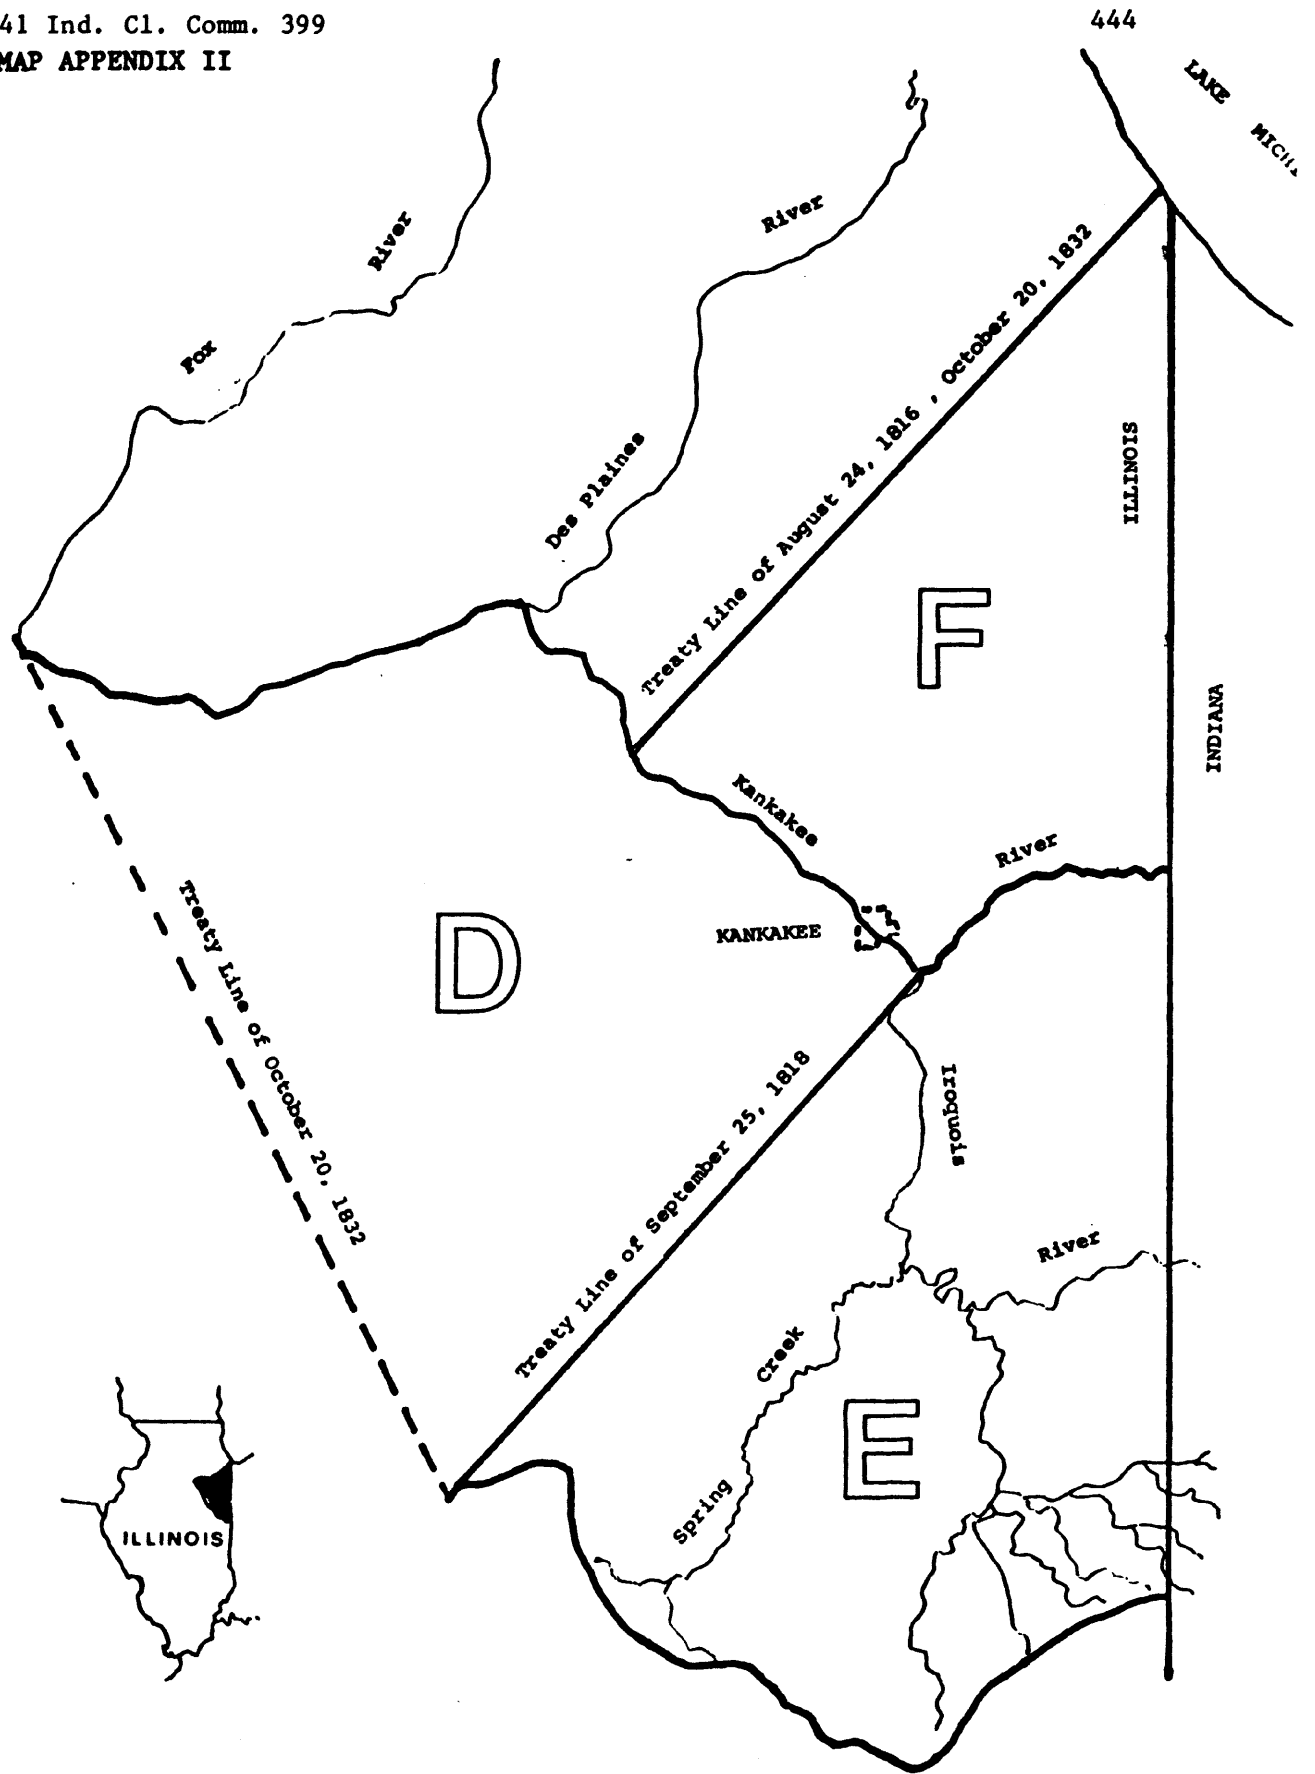 41 Ind. Cl. Comm. 399
444
MAP APPENDIX II
LAKE
River
River
Fox
Des Plaines
Treaty Line of August 24, 1816 , October 20, 1832
ILLINOIS
F
INDIANA
Kankakee
River
KANKAKEE
D
Treaty Line of October 20, 1832
Treaty Line of September 25, 1818
Iroquois
River
Creek
Spring
E
ILLINOIS